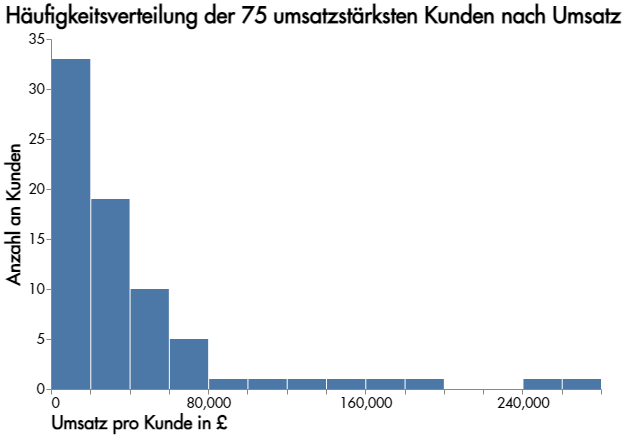 Häufigkeitsverteilung der 75 umsatzstärksten Kunden nach Umsatz
Anzahl an Kunden
35
30
25
20
15
10
5
0
0 80,000 160,000 240,000
Umsatz pro Kunde in £